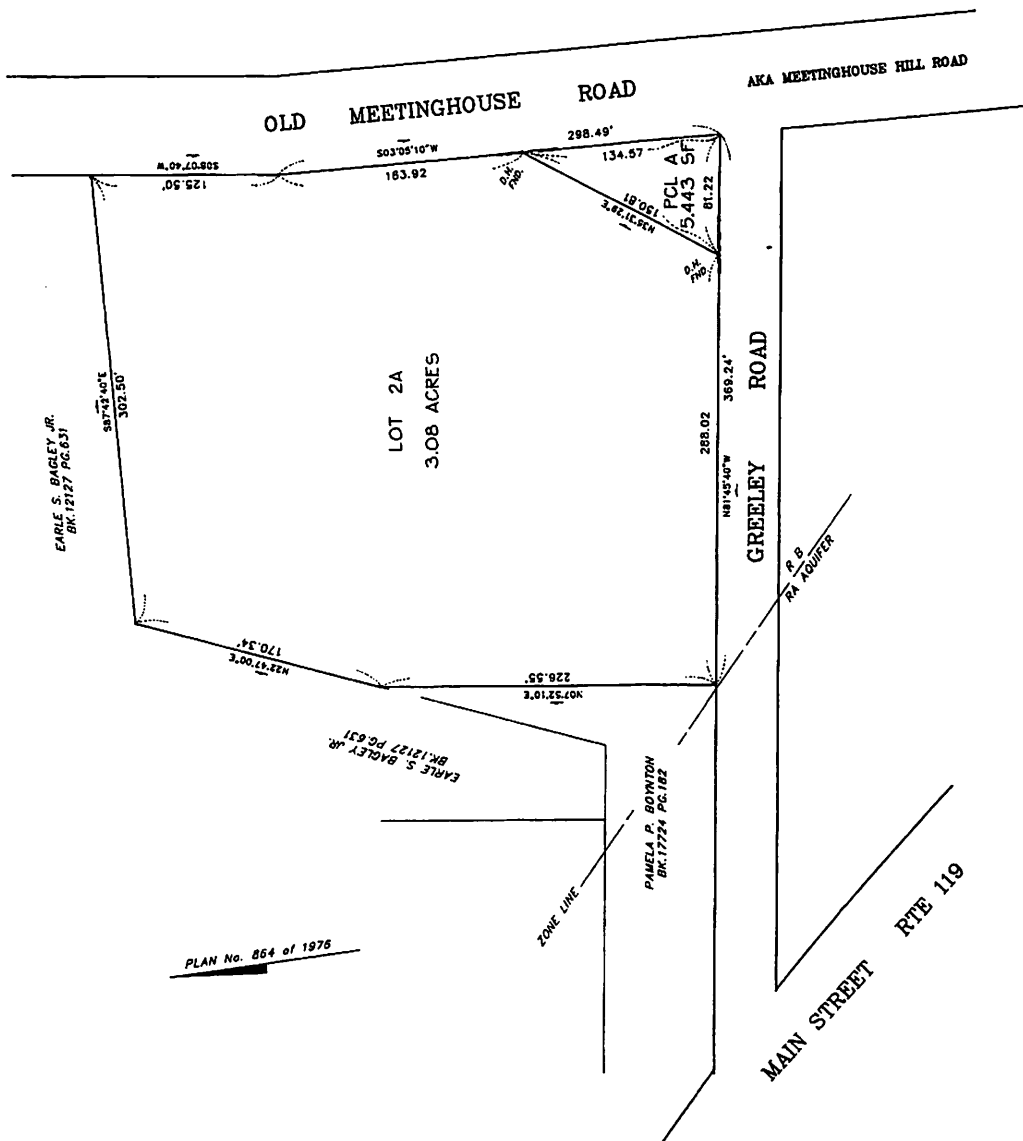 AKA MEETINGHOUSE HILL ROAD
OLD MEETINGHOUSE ROAD
298.49'
S03°50'10"W
134.57
163.92
S08°07'40"W
125.50'
D.H.
FND.
PCL A
5.443 SF
81.22
150.81
N35°31'29"E
D.H.
FND.
LOT 2A
3.08 ACRES
S87°42'40"E
302.50'
EARLE S. BAGLEY JR.
BK.12127 PG.631
369.24'
288.02
N81°45'40"W
GREELEY ROAD
R B
RA AQUIFER
170.34'
N22°47'00"E
226.55'
N07°52'10"E
EARLE S. BAGLEY JR.
BK.12127 PG.631
PAMELA P. BOYNTON
BK.17724 PG.182
ZONE LINE
PLAN No. 864 of 1976
MAIN STREET RTE 119